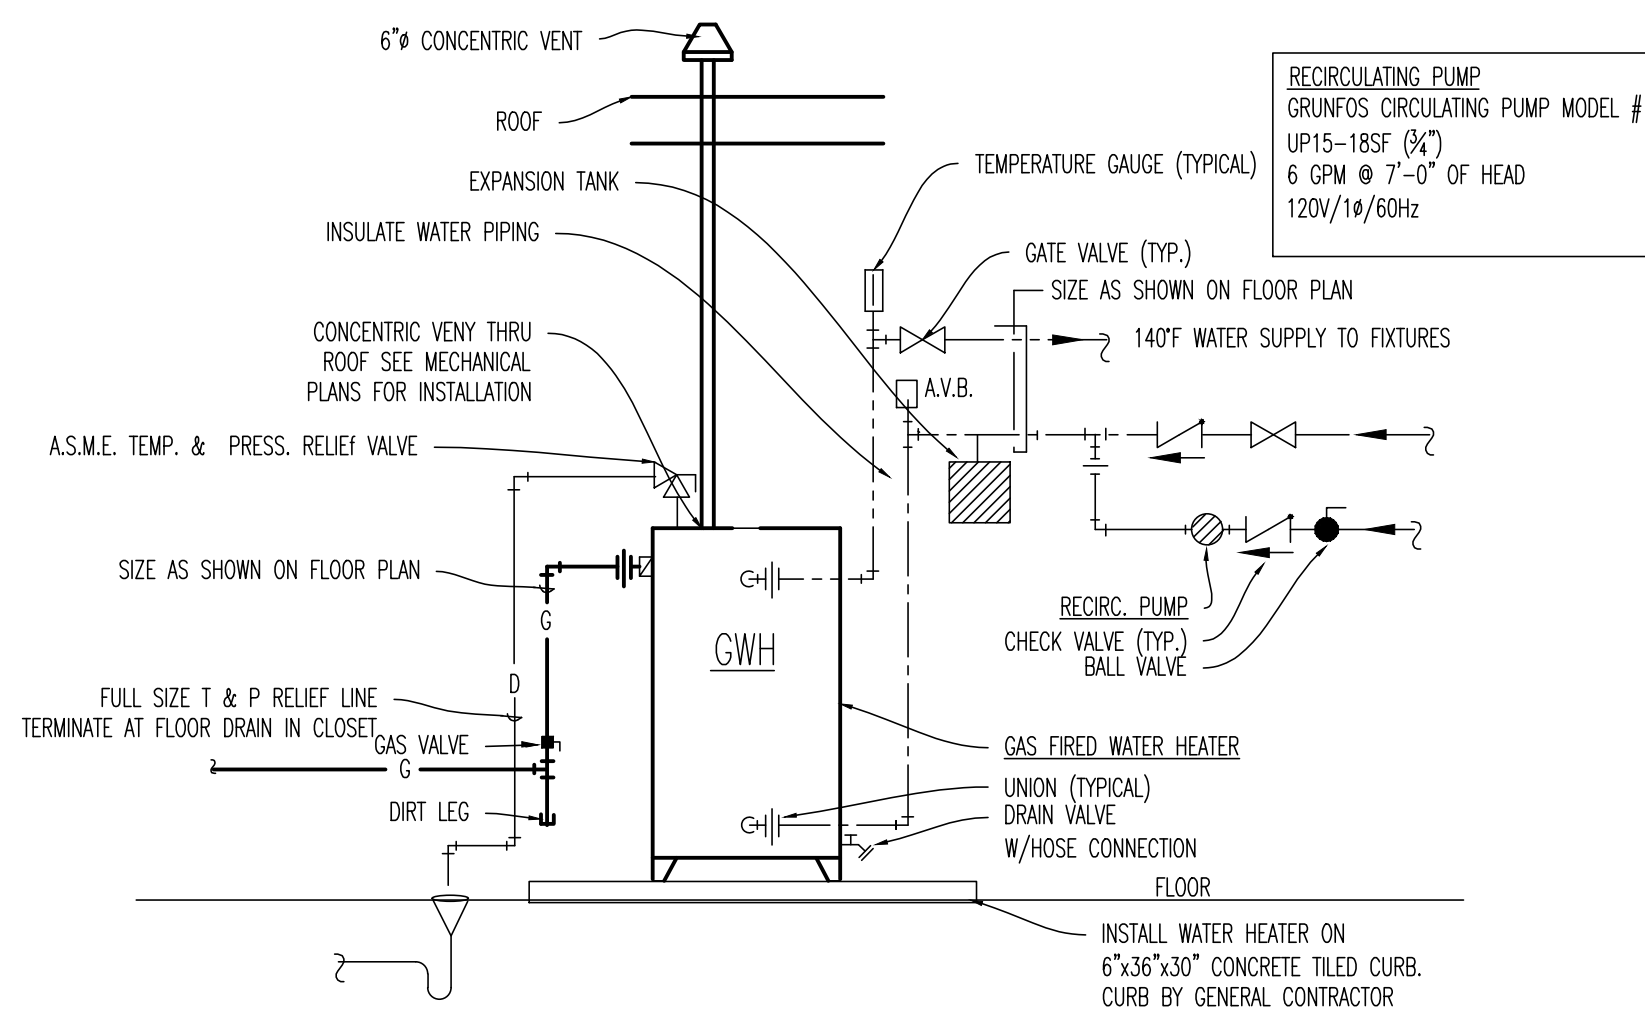 6"ø CONCENTRIC VENT
ROOF
EXPANSION TANK
INSULATE WATER PIPING
CONCENTRIC VENY THRU
ROOF SEE MECHANICAL
PLANS FOR INSTALLATION
A.S.M.E. TEMP. & PRESS. RELIEf VALVE
SIZE AS SHOWN ON FLOOR PLAN
G
D
FULL SIZE T & P RELIEF LINE
TERMINATE AT FLOOR DRAIN IN CLOSET
GAS VALVE
G
DIRT LEG
GWH
RECIRCULATING PUMP
GRUNFOS CIRCULATING PUMP MODEL #
UP15-18SF (¾")
6 GPM @ 7'-0" OF HEAD
120V/1ø/60Hz
TEMPERATURE GAUGE (TYPICAL)
GATE VALVE (TYP.)
SIZE AS SHOWN ON FLOOR PLAN
140°F WATER SUPPLY TO FIXTURES
A.V.B.
RECIRC. PUMP
CHECK VALVE (TYP.)
BALL VALVE
GAS FIRED WATER HEATER
UNION (TYPICAL)
DRAIN VALVE
W/HOSE CONNECTION
FLOOR
INSTALL WATER HEATER ON
6"x36"x30" CONCRETE TILED CURB.
CURB BY GENERAL CONTRACTOR